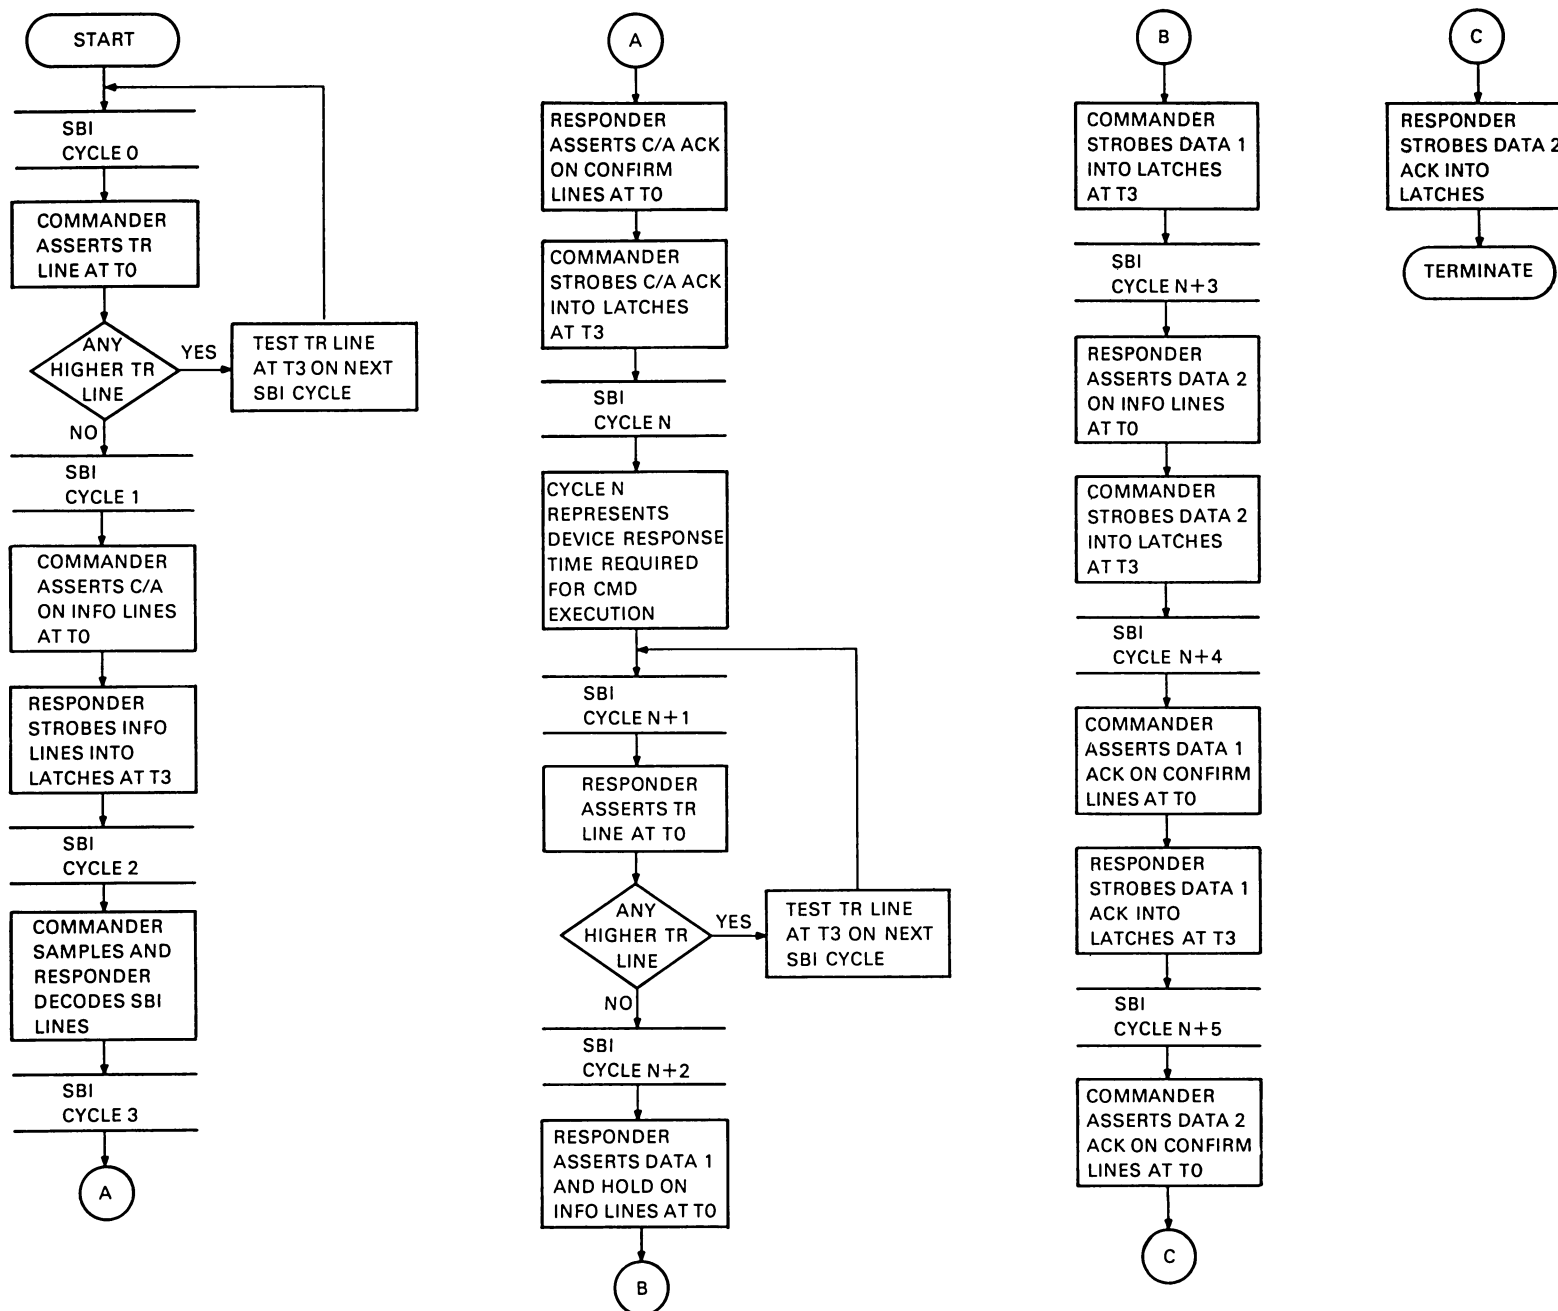 START
SBI
CYCLE 0
COMMANDER
ASSERTS TR
LINE AT T0
ANY
HIGHER TR
LINE
YES
TEST TR LINE
AT T3 ON NEXT
SBI CYCLE
NO
SBI
CYCLE 1
COMMANDER
ASSERTS C/A
ON INFO LINES
AT T0
RESPONDER
STROBES INFO
LINES INTO
LATCHES AT T3
SBI
CYCLE 2
COMMANDER
SAMPLES AND
RESPONDER
DECODES SBI
LINES
SBI
CYCLE 3
A
A
RESPONDER
ASSERTS C/A ACK
ON CONFIRM
LINES AT T0
COMMANDER
STROBES C/A ACK
INTO LATCHES
AT T3
SBI
CYCLE N
CYCLE N
REPRESENTS
DEVICE RESPONSE
TIME REQUIRED
FOR CMD
EXECUTION
SBI
CYCLE N+1
RESPONDER
ASSERTS TR
LINE AT T0
ANY
HIGHER TR
LINE
YES
TEST TR LINE
AT T3 ON NEXT
SBI CYCLE
NO
SBI
CYCLE N+2
RESPONDER
ASSERTS DATA 1
AND HOLD ON
INFO LINES AT T0
B
B
COMMANDER
STROBES DATA 1
INTO LATCHES
AT T3
SBI
CYCLE N+3
RESPONDER
ASSERTS DATA 2
ON INFO LINES
AT T0
COMMANDER
STROBES DATA 2
INTO LATCHES
AT T3
SBI
CYCLE N+4
COMMANDER
ASSERTS DATA 1
ACK ON CONFIRM
LINES AT T0
RESPONDER
STROBES DATA 1
ACK INTO
LATCHES AT T3
SBI
CYCLE N+5
COMMANDER
ASSERTS DATA 2
ACK ON CONFIRM
LINES AT T0
C
C
RESPONDER
STROBES DATA 2
ACK INTO
LATCHES
TERMINATE